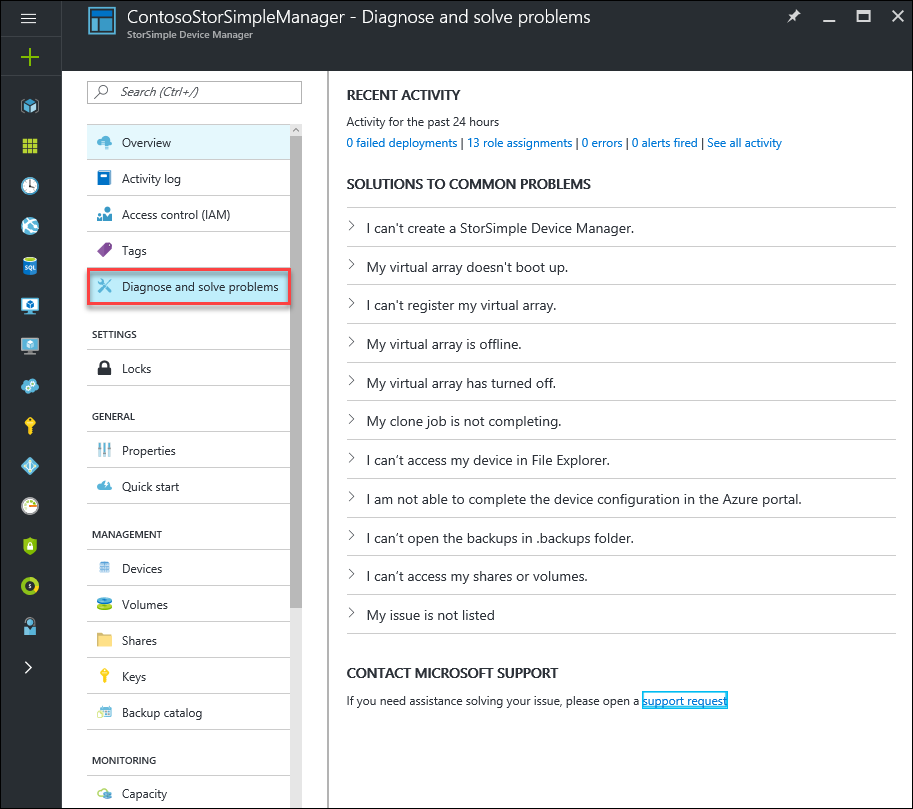 ContosoStorSimpleManager - Diagnose and solve problems
StorSimple Device Manager
Search (Ctrl+/)
Overview
Activity log
Access control (IAM)
Tags
Diagnose and solve problems
SETTINGS
Locks
GENERAL
Properties
Quick start
MANAGEMENT
Devices
Volumes
Shares
Keys
Backup catalog
MONITORING
Capacity
RECENT ACTIVITY
Activity for the past 24 hours
0 failed deployments | 13 role assignments | 0 errors | 0 alerts fired | See all activity
SOLUTIONS TO COMMON PROBLEMS
I can't create a StorSimple Device Manager.
My virtual array doesn't boot up.
I can't register my virtual array.
My virtual array is offline.
My virtual array has turned off.
My clone job is not completing.
I can’t access my device in File Explorer.
I am not able to complete the device configuration in the Azure portal.
I can’t open the backups in .backups folder.
I can’t access my shares or volumes.
My issue is not listed
CONTACT MICROSOFT SUPPORT
If you need assistance solving your issue, please open a support request
SQL